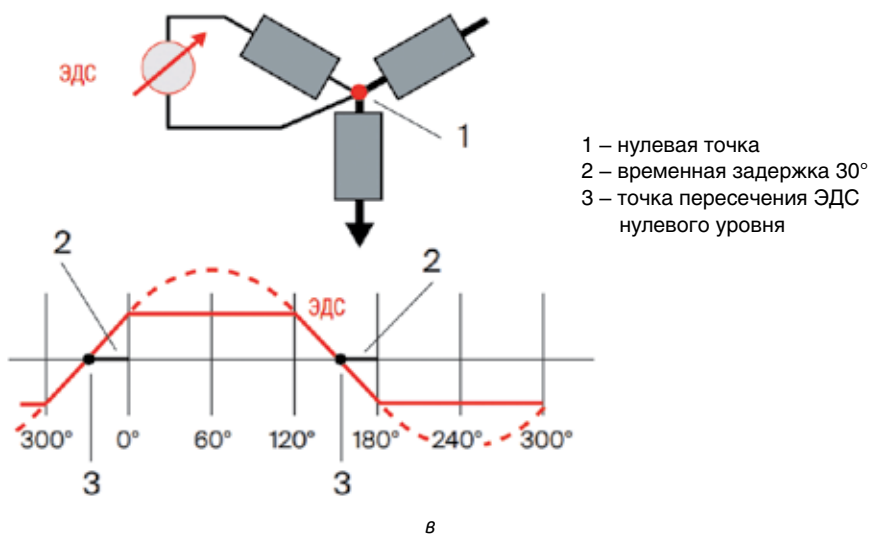 ЭДС
1
1 – нулевая точка
2 – временная задержка 30°
3 – точка пересечения ЭДС
нулевого уровня
2
2
ЭДС
300° 0° 60° 120° 180° 240° 300°
3
3
в